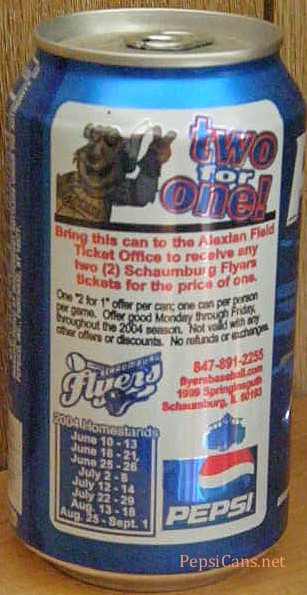 two
for
one!
Bring this can to the Alexian Field
Ticket Office to receive any
two (2) Schaumburg Flyers
tickets for the price of one.
One "2 for 1" offer per can; one can per person
per game. Offer good Monday through Friday,
throughout the 2004 season. Not valid with any
other offers or discounts. No refunds or exchanges.
SCHAUMBURG
Flyers
847-891-2255
flyersbaseball.com
1999 Springinsguth
Schaumburg, IL 60193
2004 Homestands
June 10 - 13
June 16 - 21
June 25 - 26
July 2 - 8
July 12 - 14
July 22 - 29
Aug. 13 - 18
Aug. 25 - Sept. 1
PEPSI
PepsiCans.net